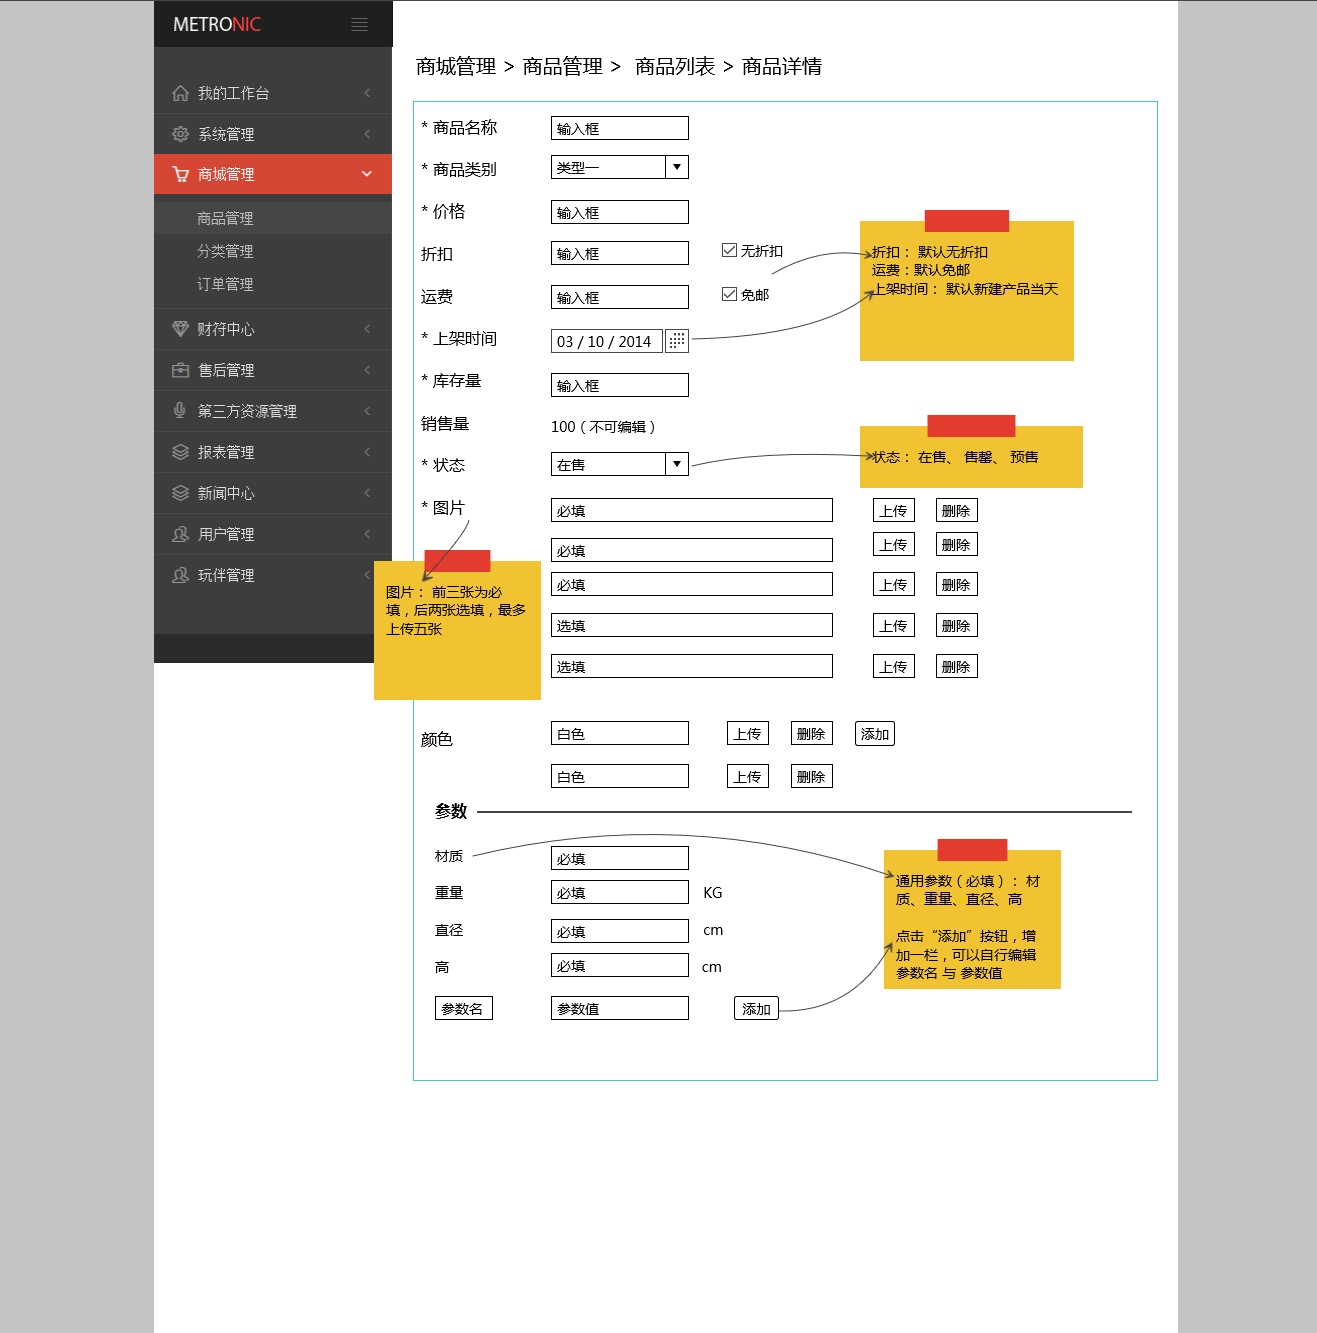 METRONIC
我的工作台
系统管理
商城管理
商品管理
分类管理
订单管理
财符中心
售后管理
第三方资源管理
报表管理
新闻中心
用户管理
玩伴管理
商城管理 > 商品管理 > 商品列表 > 商品详情
* 商品名称 输入框
* 商品类别 类型一
* 价格 输入框
折扣 输入框 无折扣
运费 输入框 免邮
* 上架时间 03 / 10 / 2014
* 库存量 输入框
销售量 100（不可编辑）
* 状态 在售
折扣： 默认无折扣
运费：默认免邮
上架时间： 默认新建产品当天
状态： 在售、 售罄、 预售
* 图片 必填 上传 删除
必填 上传 删除
必填 上传 删除
选填 上传 删除
选填 上传 删除
图片： 前三张为必
填，后两张选填，最多
上传五张
颜色 白色 上传 删除 添加
白色 上传 删除
参数
材质 必填
重量 必填 KG
直径 必填 cm
高 必填 cm
参数名 参数值 添加
通用参数（必填）： 材
质、重量、直径、高
点击“添加”按钮，增
加一栏，可以自行编辑
参数名 与 参数值